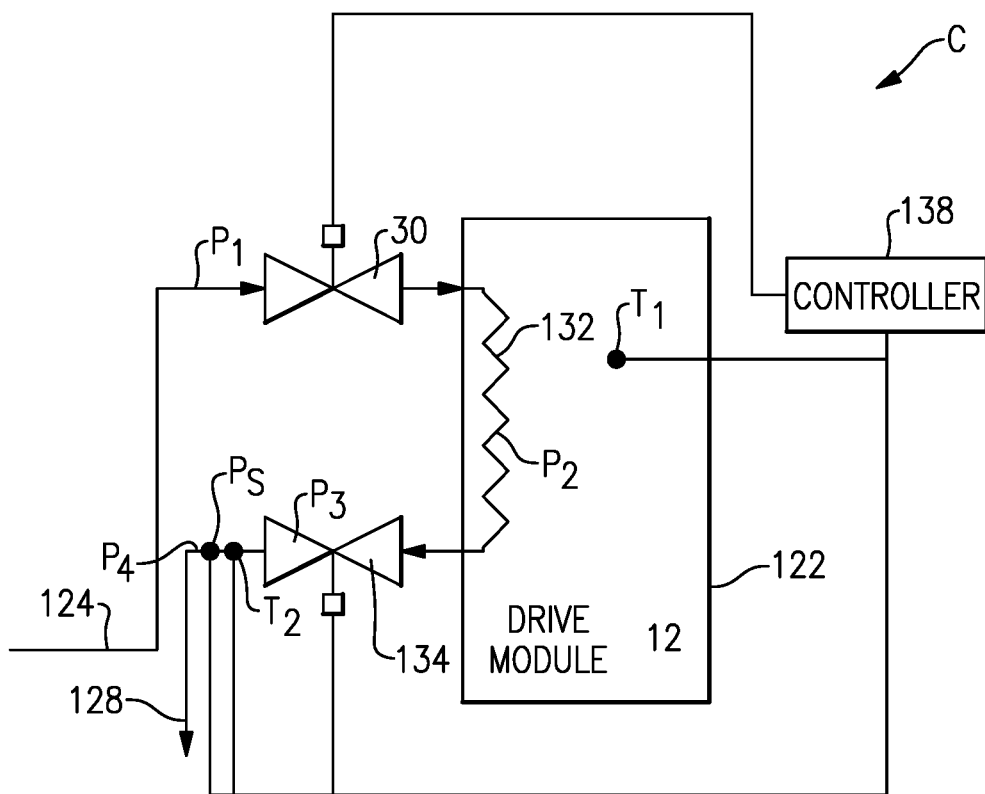 C
30
P1
138
CONTROLLER
T1
132
P2
PS
P3
P4
T2
122
124
134
DRIVE
MODULE
12
128